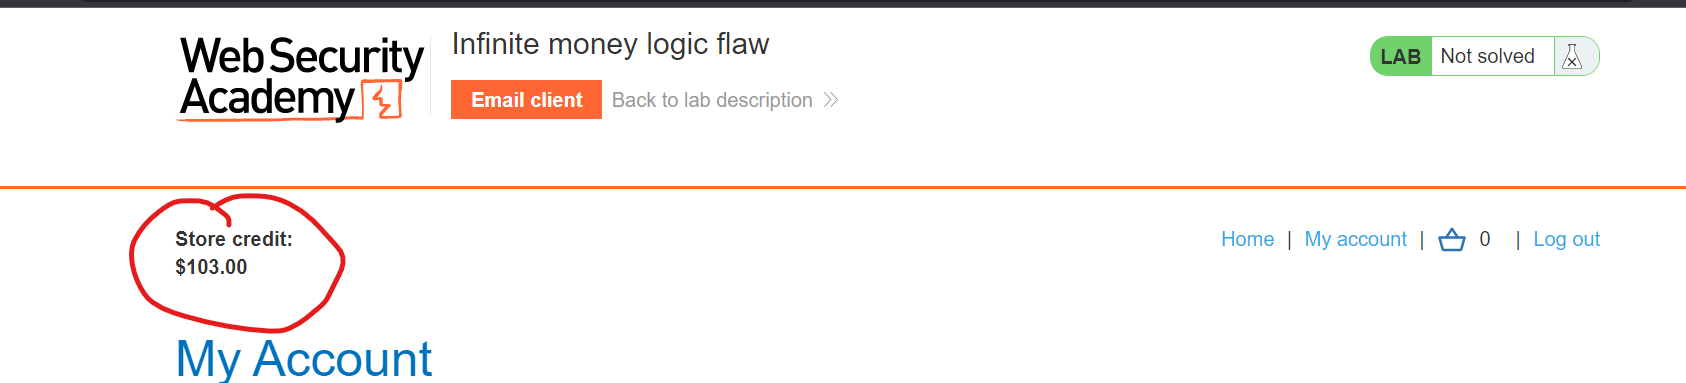 Web Security
Academy
Infinite money logic flaw
Email client
Back to lab description
LAB
Not solved
Store credit:
$103.00
Home | My account | 0 | Log out
My Account